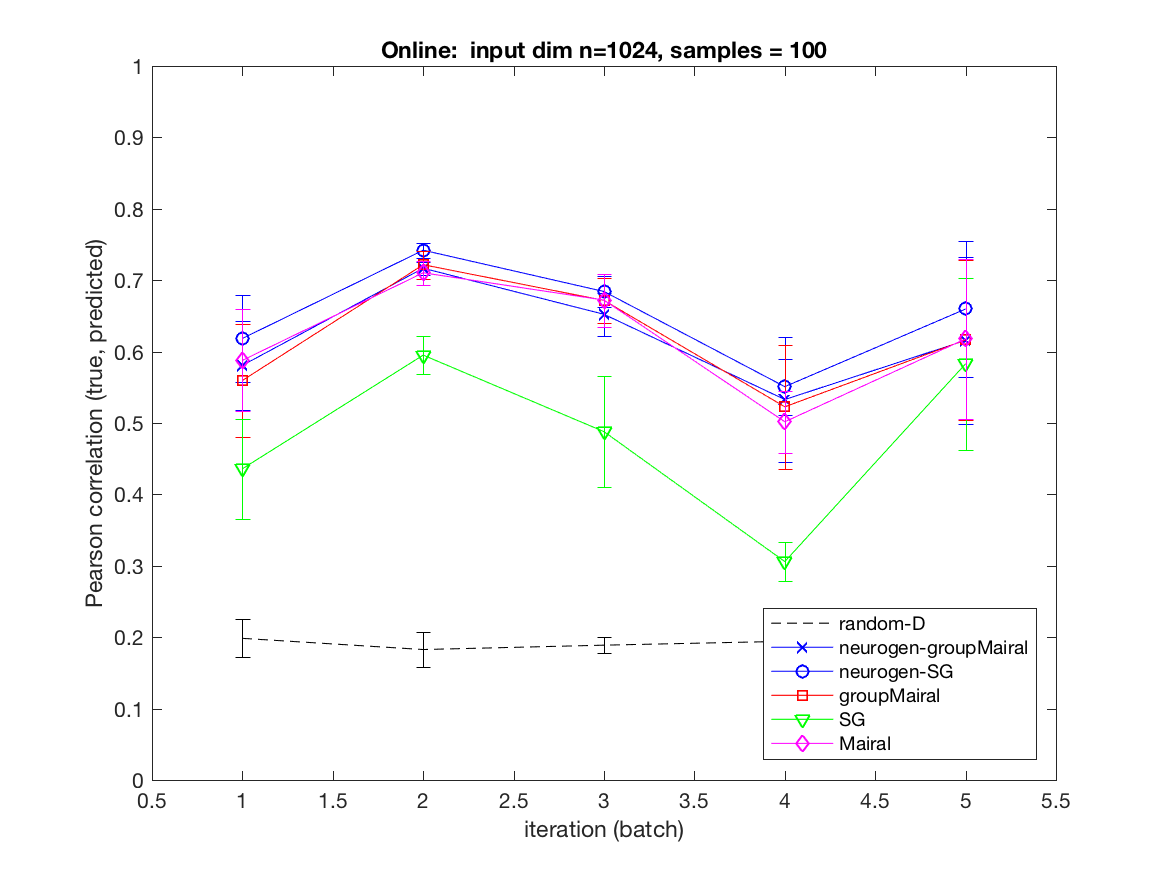 Online:  input dim n=1024, samples = 100
Pearson correlation (true, predicted)
1
0.9
0.8
0.7
0.6
0.5
0.4
0.3
0.2
0.1
0
random-D
neurogen-groupMairal
neurogen-SG
groupMairal
SG
Mairal
0.5 1 1.5 2 2.5 3 3.5 4 4.5 5 5.5
iteration (batch)